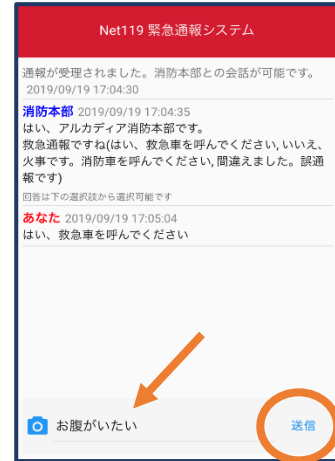 Net119 緊急通報システム
通報が受理されました。消防本部との会話が可能です。
2019/09/19 17:04:30
消防本部 2019/09/19 17:04:35
はい、アルカディア消防本部です。
救急通報ですね(はい、救急車を呼んでください, いいえ、
火事です。消防車を呼んでください, 間違えました。誤通
報です)
回答は下の選択肢から選択可能です
あなた 2019/09/19 17:05:04
はい、救急車を呼んでください
お腹がいたい
送信